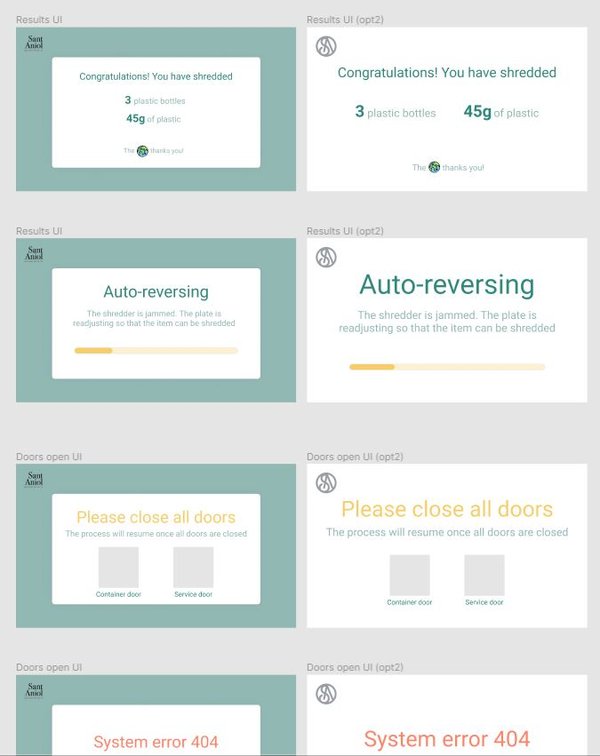 Results UI
Results UI (opt2)
Sant
Aniol
Congratulations! You have shredded
3 plastic bottles
45g of plastic
The thanks you!
Congratulations! You have shredded
3 plastic bottles 45g of plastic
The thanks you!
Results UI
Results UI (opt2)
Sant
Aniol
Auto-reversing
The shredder is jammed. The plate is
readjusting so that the item can be shredded
Auto-reversing
The shredder is jammed. The plate is
readjusting so that the item can be shredded
Doors open UI
Doors open UI (opt2)
Sant
Aniol
Please close all doors
The process will resume once all doors are closed
Container door Service door
Please close all doors
The process will resume once all doors are closed
Container door Service door
Doors open UI
Doors open UI (opt2)
Sant
Aniol
System error 404
System error 404